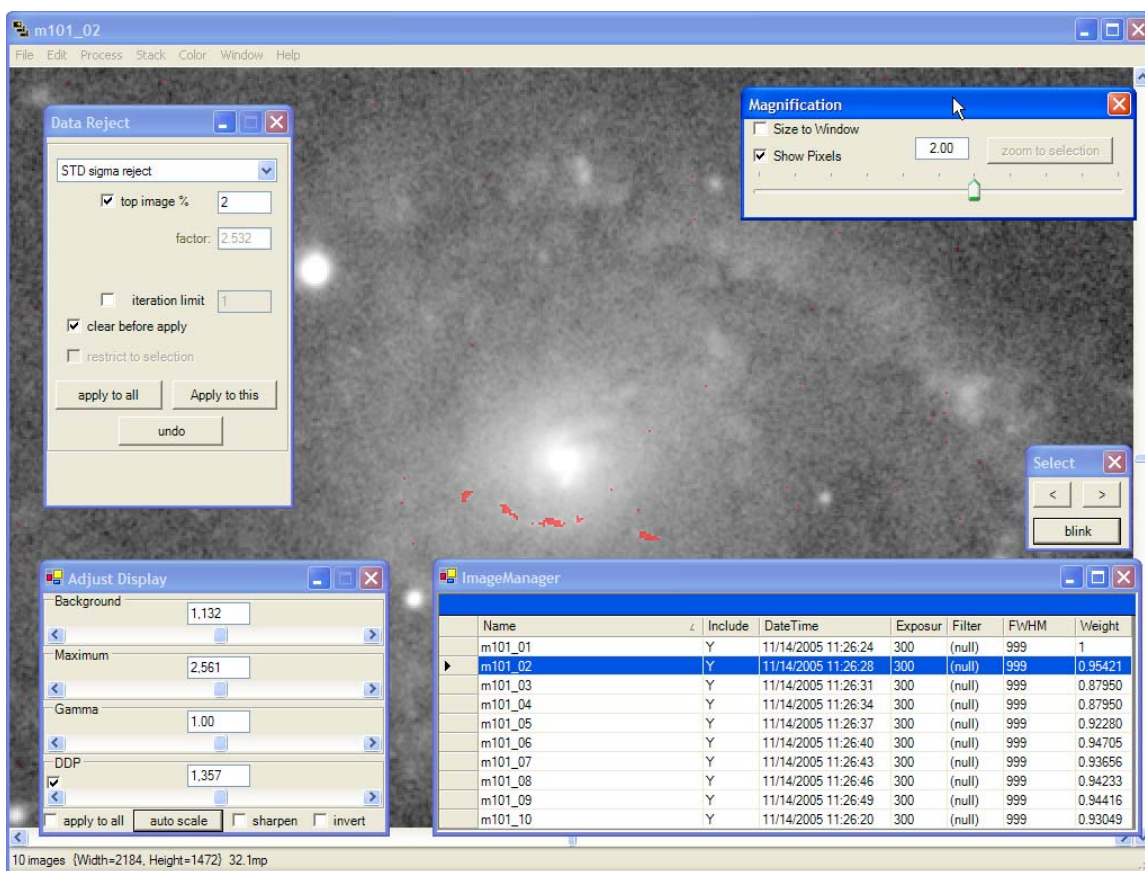 m101_02
File Edit Process Stack Color Window Help
Data Reject
STD sigma reject
top image % 2
factor: 2.532
iteration limit 1
clear before apply
restrict to selection
apply to all Apply to this
undo
Magnification
Size to Window
Show Pixels 2.00 zoom to selection
Select
< >
blink
Adjust Display
Background
1,132
Maximum
2,561
Gamma
1.00
DDP
1,357
apply to all auto scale sharpen invert
ImageManager
Name Include DateTime Exposur Filter FWHM Weight
m101_01 Y 11/14/2005 11:26:24 300 (null) 999 1
m101_02 Y 11/14/2005 11:26:28 300 (null) 999 0.95421
m101_03 Y 11/14/2005 11:26:31 300 (null) 999 0.87950
m101_04 Y 11/14/2005 11:26:34 300 (null) 999 0.87950
m101_05 Y 11/14/2005 11:26:37 300 (null) 999 0.92280
m101_06 Y 11/14/2005 11:26:40 300 (null) 999 0.94705
m101_07 Y 11/14/2005 11:26:43 300 (null) 999 0.93656
m101_08 Y 11/14/2005 11:26:46 300 (null) 999 0.94233
m101_09 Y 11/14/2005 11:26:49 300 (null) 999 0.94416
m101_10 Y 11/14/2005 11:26:20 300 (null) 999 0.93049
10 images {Width=2184, Height=1472} 32.1mp